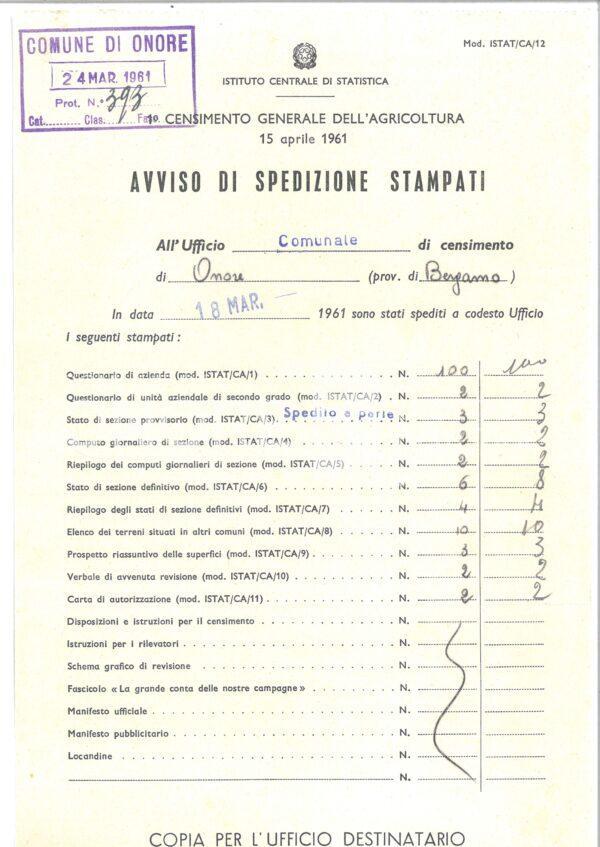 COMUNE DI ONORE
Mod. ISTAT/CA/12
24 MAR. 1961
Prot. N.° 393
Cat.......... Clas....... Fasc.
ISTITUTO CENTRALE DI STATISTICA
1o CENSIMENTO GENERALE DELL'AGRICOLTURA
15 aprile 1961
AVVISO DI SPEDIZIONE STAMPATI
All'Ufficio Comunale di censimento
di Onore (prov. di Bergamo)
In data 18 MAR. 1961 sono stati spediti a codesto Ufficio
i seguenti stampati:
Questionario di azienda (mod. ISTAT/CA/1) . . . . . . . . . . . . N. 100 100
Questionario di unità aziendale di secondo grado (mod. ISTAT/CA/2) . N. 2 2
Stato di sezione provvisorio (mod. ISTAT/CA/3). Spedito a parte N. 3 3
Computo giornaliero di sezione (mod. ISTAT/CA/4) . . . . . . . . . N. 2 2
Riepilogo dei computi giornalieri di sezione (mod. ISTAT/CA/5) . . . . N. 2 2
Stato di sezione definitivo (mod. ISTAT/CA/6) . . . . . . . . . . . N. 6 8
Riepilogo degli stati di sezione definitivi (mod. ISTAT/CA/7) . . . . . N. 4 4
Elenco dei terreni situati in altri comuni (mod. ISTAT/CA/8) . . . . . N. 10 10
Prospetto riassuntivo delle superfici (mod. ISTAT/CA/9) . . . . . . . N. 3 3
Verbale di avvenuta revisione (mod. ISTAT/CA/10) . . . . . . . . . N. 2 2
Carta di autorizzazione (mod. ISTAT/CA/11) . . . . . . . . . . . . N. 2 2
Disposizioni e istruzioni per il censimento . . . . . . . . . . . . N.
Istruzioni per i rilevatori . . . . . . . . . . . . . . . . . . . N.
Schema grafico di revisione . . . . . . . . . . . . . . . . . . N.
Fascicolo « La grande conta delle nostre campagne » . . . . . . . . N.
Manifesto ufficiale . . . . . . . . . . . . . . . . . . . . . . N.
Manifesto pubblicitario . . . . . . . . . . . . . . . . . . . . N.
Locandine . . . . . . . . . . . . . . . . . . . . . . . . . . N.
N.
COPIA PER L'UFFICIO DESTINATARIO